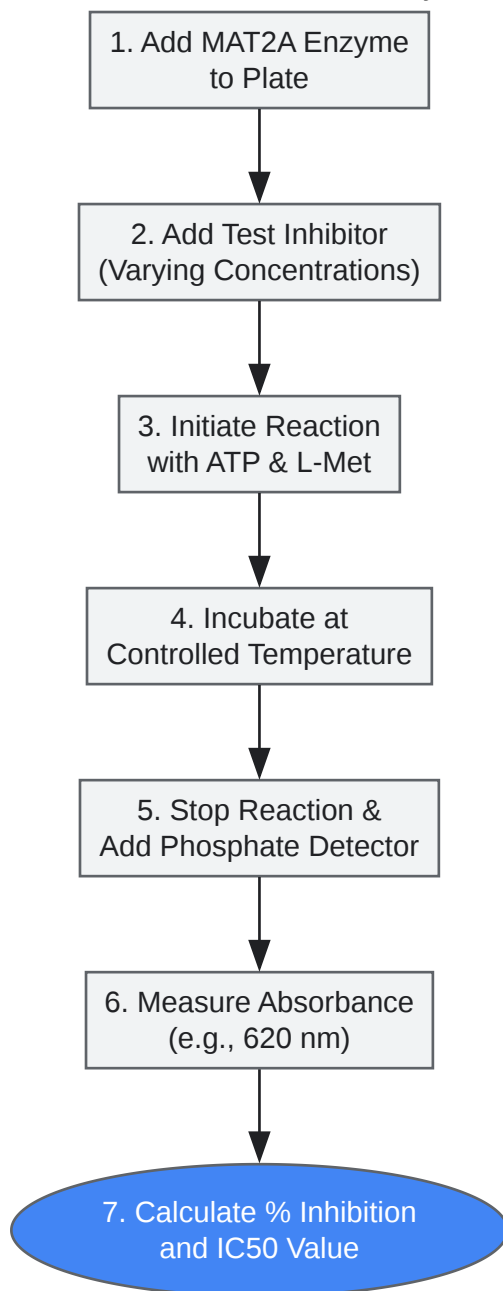 1. Add MAT2A Enzyme
to Plate
2. Add Test Inhibitor
(Varying Concentrations)
3. Initiate Reaction
with ATP & L-Met
4. Incubate at
Controlled Temperature
5. Stop Reaction &
Add Phosphate Detector
6. Measure Absorbance
(e.g., 620 nm)
7. Calculate % Inhibition
and IC50 Value